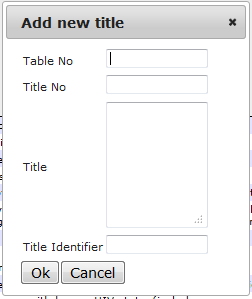 Add new title
Table No
Title No
Title
Title Identifier
Ok Cancel